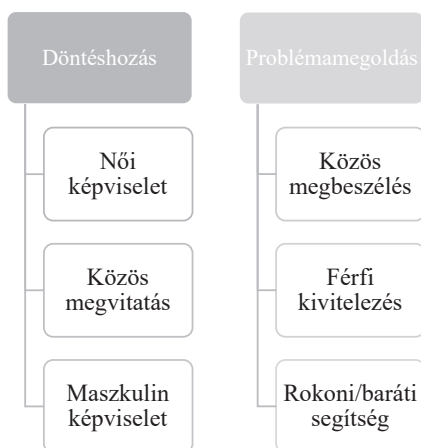 Döntéshozás
Női
képviselet
Közös
megvitatás
Maszkulin
képviselet
Problémamegoldás
Közös
megbeszélés
Férfi
kivitelezés
Rokoni/baráti
segítség